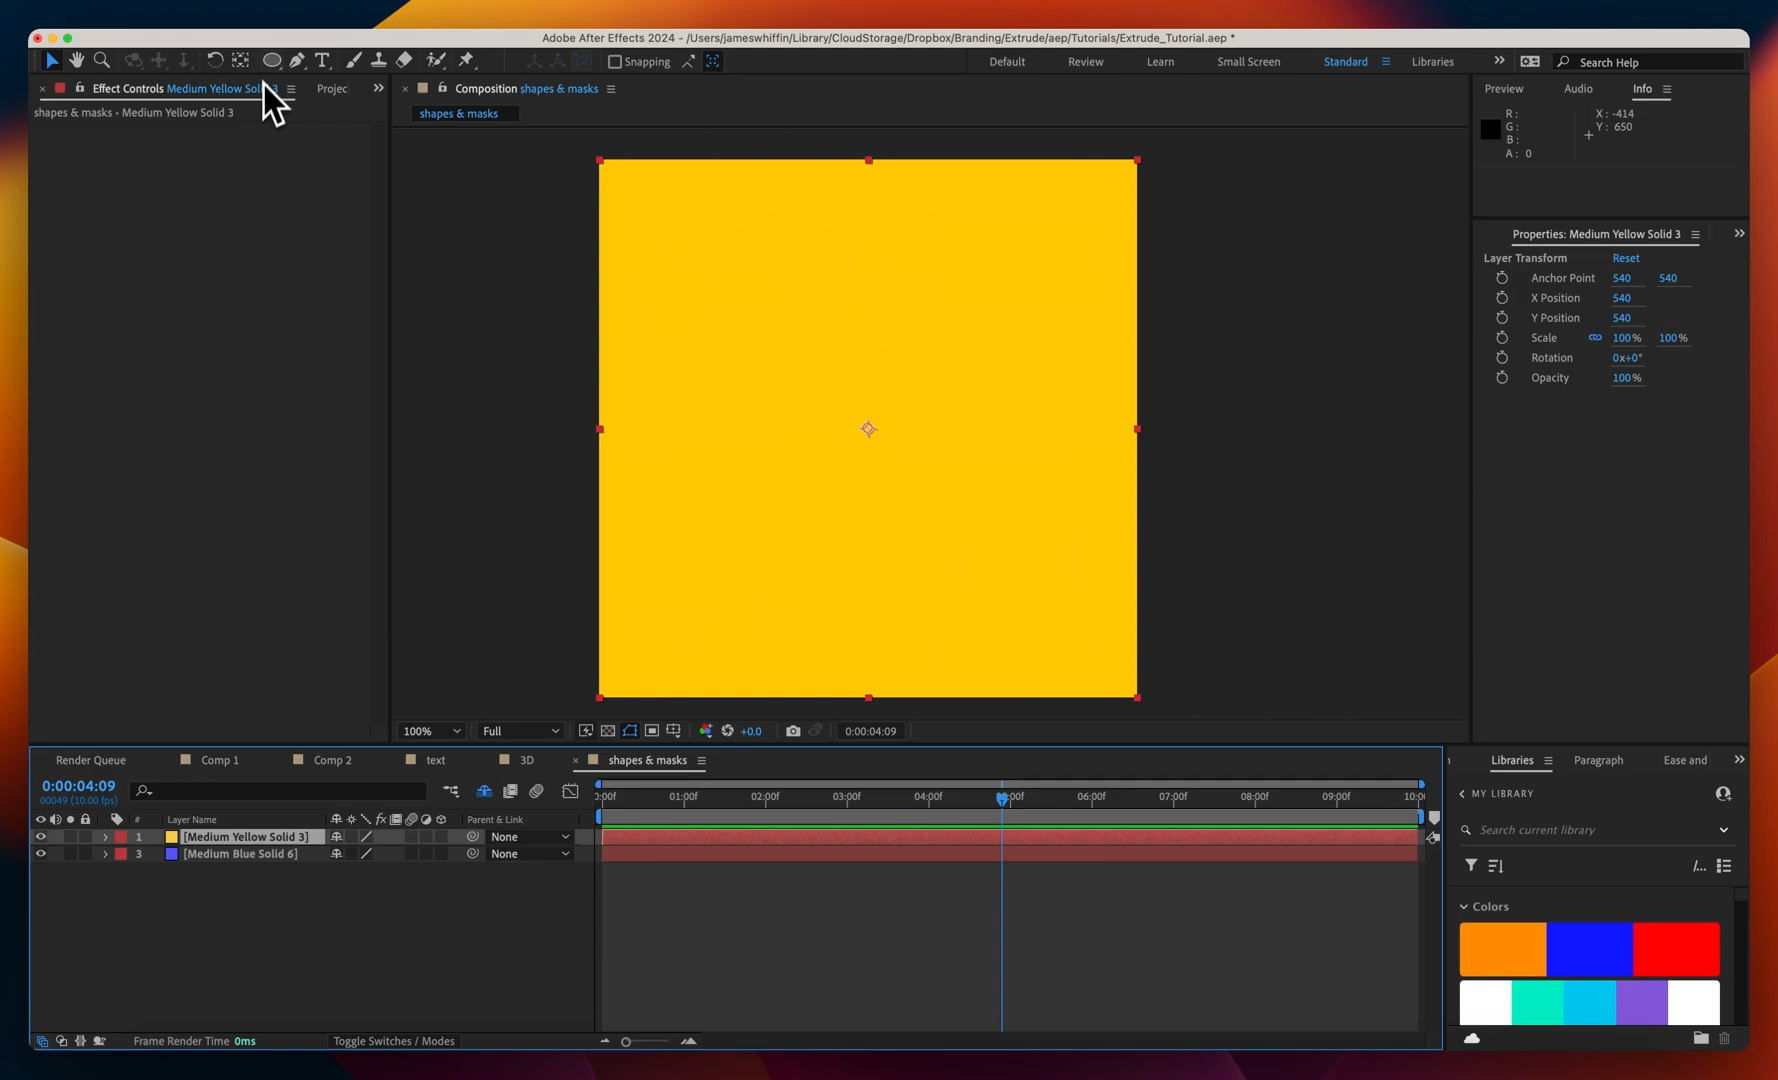 Adobe After Effects 2024 - /Users/jameswhiffin/Library/CloudStorage/Dropbox/Branding/Extrude/aep/Tutorials/Extrude_Tutorial.aep *
Snapping
Default
Review
Learn
Small Screen
Standard
Libraries
Search Help
Effect Controls Medium Yellow Sol 3
Projec
shapes & masks • Medium Yellow Solid 3
Composition shapes & masks
shapes & masks
Preview
Audio
Info
R :
G :
B :
A : 0
X : -414
Y : 650
Properties: Medium Yellow Solid 3
Layer Transform Reset
Anchor Point 540 540
X Position 540
Y Position 540
Scale 100% 100%
Rotation 0x+0°
Opacity 100%
100%
Full
+0.0
0:00:04:09
Render Queue
Comp 1
Comp 2
text
3D
shapes & masks
0:00:04:09
00049 (10.00 fps)
# Layer Name
Parent & Link
1 [Medium Yellow Solid 3] None
3 [Medium Blue Solid 6] None
0:00f 01:00f 02:00f 03:00f 04:00f 00f 06:00f 07:00f 08:00f 09:00f 10:0
Frame Render Time 0ms
Toggle Switches / Modes
Libraries
Paragraph
Ease and
MY LIBRARY
Search current library
/...
Colors